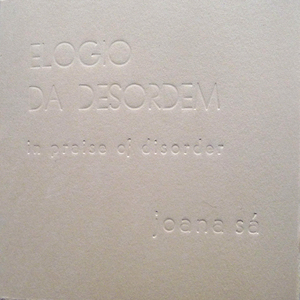 ELOGIO
DA DESORDEM
in praise of disorder
joana sá